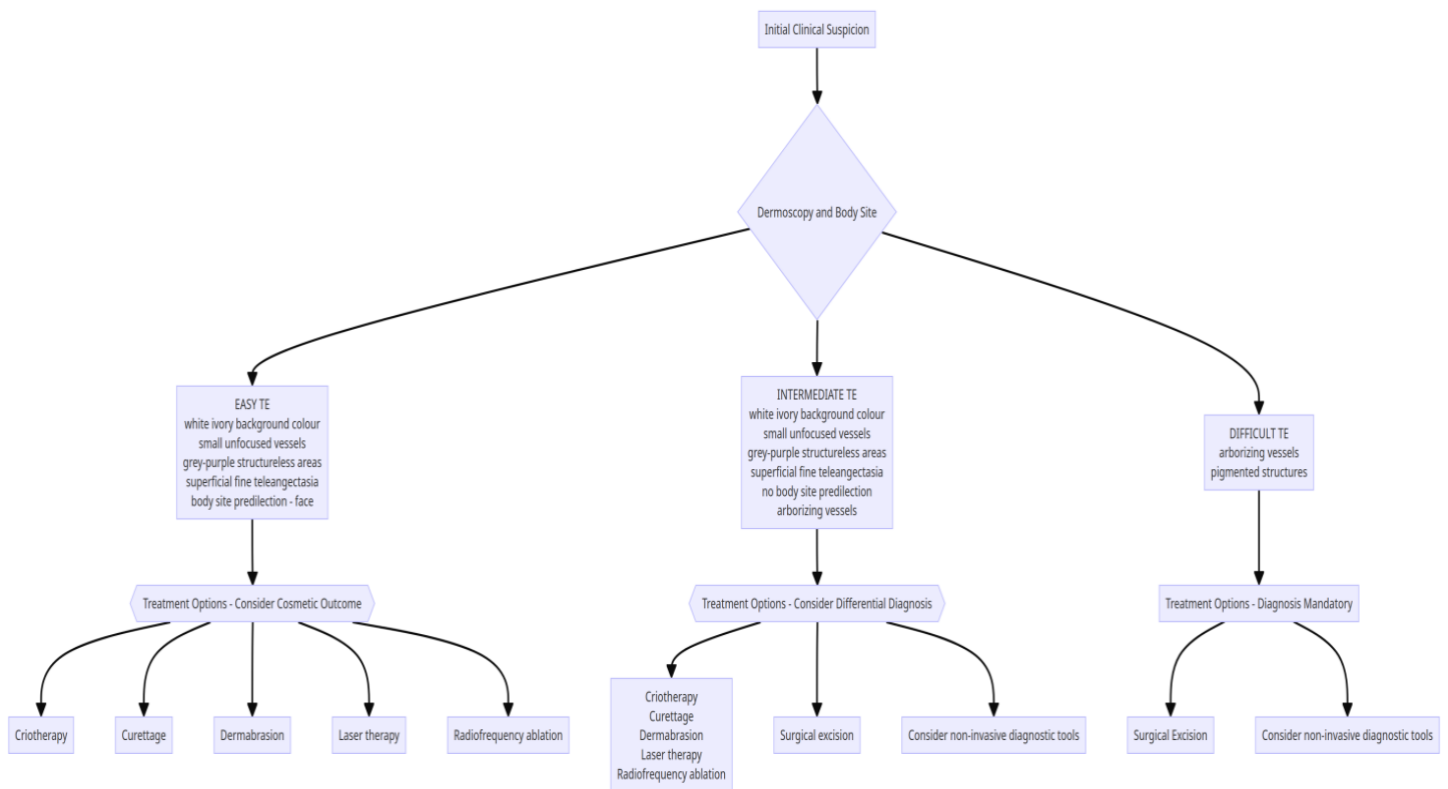 Initial Clinical Suspicion
Dermoscopy and Body Site
EASY TE
white ivory background colour
small unfocused vessels
grey-purple structureless areas
superficial fine teleangectasia
body site predilection - face
INTERMEDIATE TE
white ivory background colour
small unfocused vessels
grey-purple structureless areas
superficial fine teleangectasia
no body site predilection
arborizing vessels
DIFFICULT TE
arborizing vessels
pigmented structures
Treatment Options - Consider Cosmetic Outcome
Treatment Options - Consider Differential Diagnosis
Treatment Options - Diagnosis Mandatory
Criotherapy
Curettage
Dermabrasion
Laser therapy
Radiofrequency ablation
Criotherapy
Curettage
Dermabrasion
Laser therapy
Radiofrequency ablation
Surgical excision
Consider non-invasive diagnostic tools
Surgical Excision
Consider non-invasive diagnostic tools